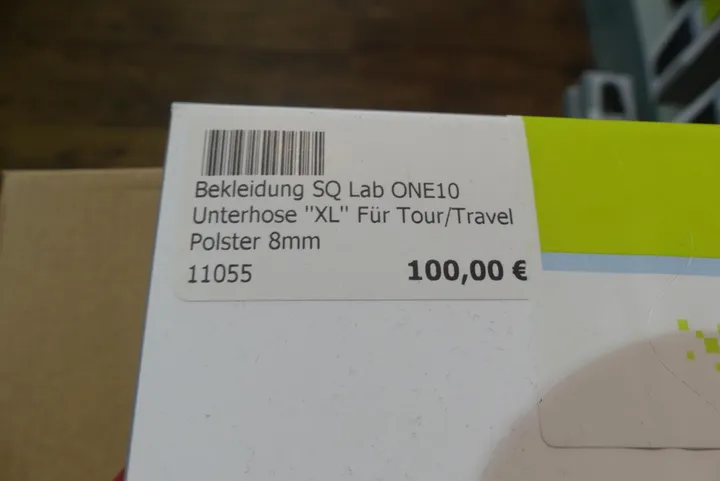 Bekleidung SQ Lab ONE10
Unterhose "XL" Für Tour/Travel
Polster 8mm
11055 100,00 €